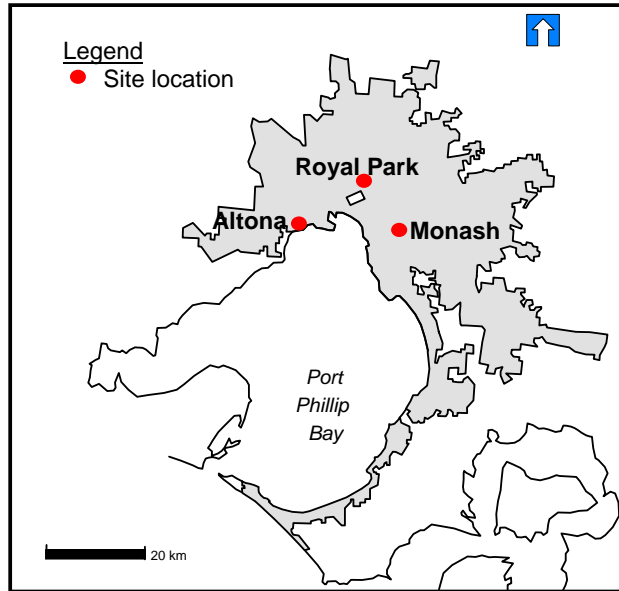 Legend
Site location
Royal Park
Altona
Monash
Port
Phillip
Bay
20 km